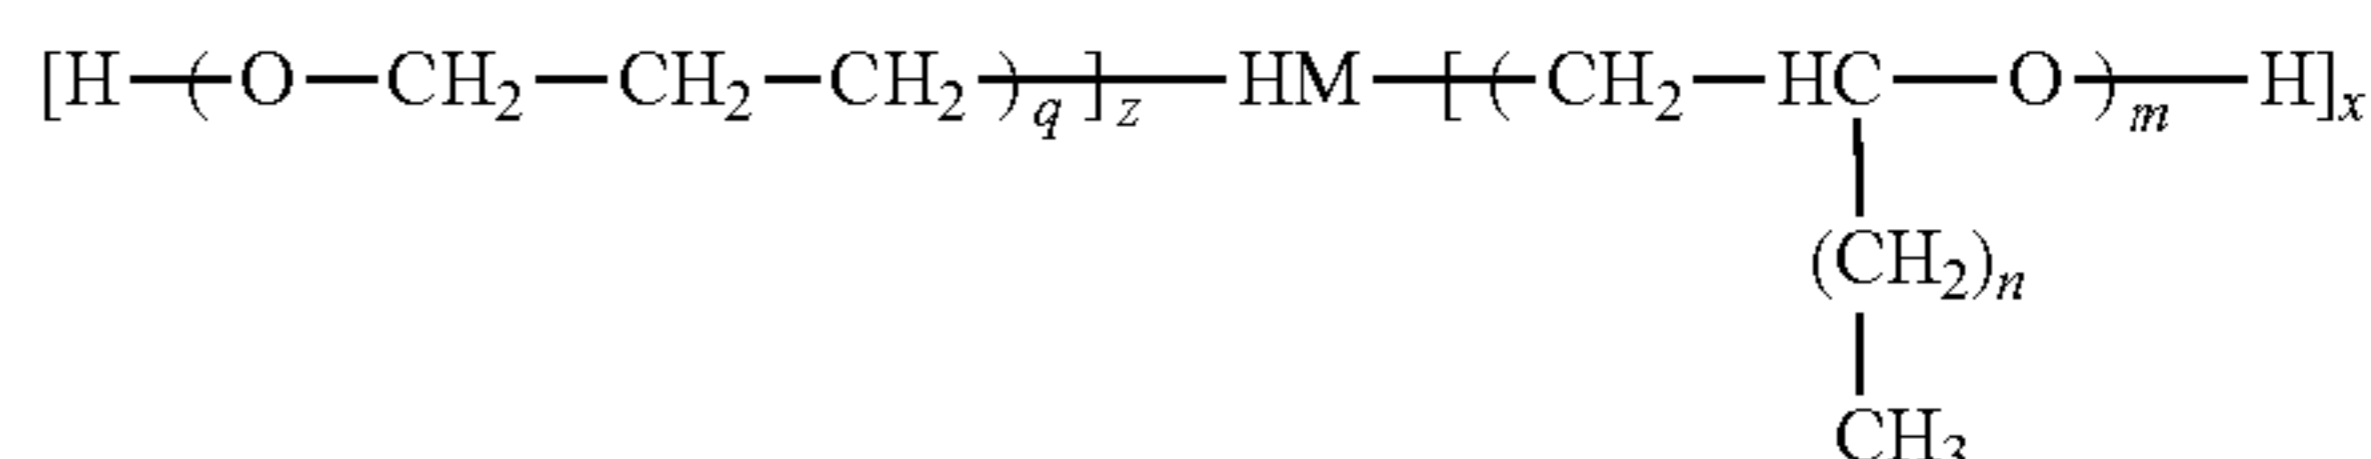 [H—(O—CH₂—CH₂—CH₂)q]z—HM—[(CH₂—HC—O)m—H]x
(CH₂)n
CH₃